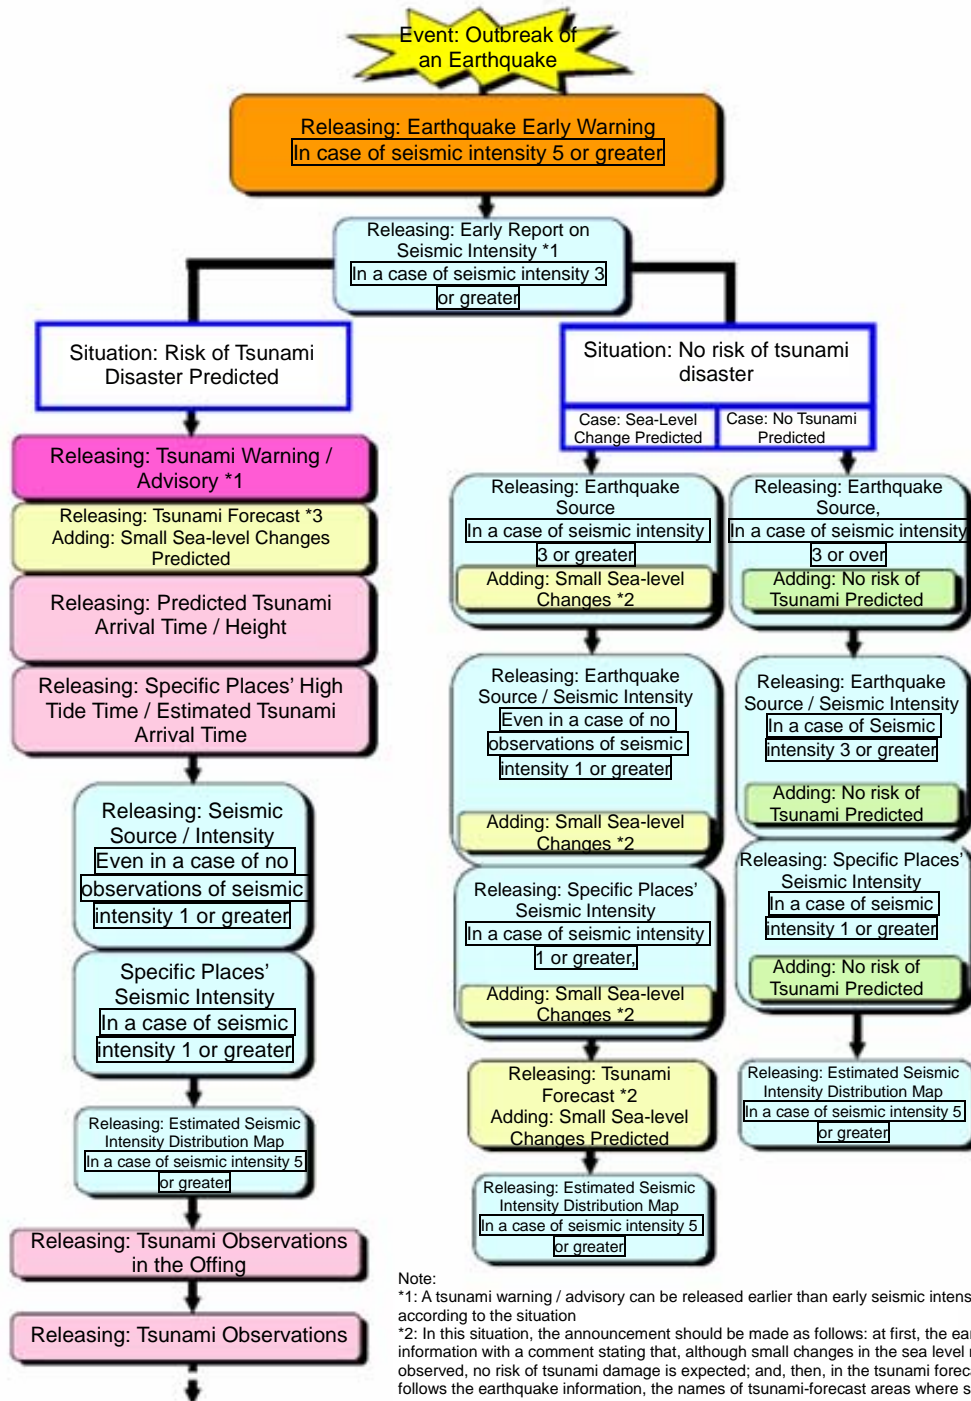 Event: Outbreak of
an Earthquake
Releasing: Earthquake Early Warning
In case of seismic intensity 5 or greater
Releasing: Early Report on
Seismic Intensity *1
In a case of seismic intensity 3
or greater
Situation: Risk of Tsunami
Disaster Predicted
Releasing: Tsunami Warning /
Advisory *1
Releasing: Tsunami Forecast *3
Adding: Small Sea-level Changes
Predicted
Releasing: Predicted Tsunami
Arrival Time / Height
Releasing: Specific Places' High
Tide Time / Estimated Tsunami
Arrival Time
Releasing: Seismic
Source / Intensity
Even in a case of no
observations of seismic
intensity 1 or greater
Specific Places'
Seismic Intensity
In a case of seismic
intensity 1 or greater
Releasing: Estimated Seismic
Intensity Distribution Map
In a case of seismic intensity 5
or greater
Releasing: Tsunami Observations
in the Offing
Releasing: Tsunami Observations
Situation: No risk of tsunami
disaster
Case: Sea-Level
Change Predicted
Case: No Tsunami
Predicted
Releasing: Earthquake
Source
In a case of seismic intensity
3 or greater
Adding: Small Sea-level
Changes *2
Releasing: Earthquake
Source / Seismic Intensity
Even in a case of no
observations of seismic
intensity 1 or greater
Adding: Small Sea-level
Changes *2
Releasing: Specific Places'
Seismic Intensity
In a case of seismic intensity
1 or greater,
Adding: Small Sea-level
Changes *2
Releasing: Tsunami
Forecast *2
Adding: Small Sea-level
Changes Predicted
Releasing: Estimated Seismic
Intensity Distribution Map
In a case of seismic intensity 5
or greater
Releasing: Earthquake
Source,
In a case of seismic intensity
3 or over
Adding: No risk of
Tsunami Predicted
Releasing: Earthquake
Source / Seismic Intensity
In a case of Seismic
intensity 3 or greater
Adding: No risk of
Tsunami Predicted
Releasing: Specific Places'
Seismic Intensity
In a case of seismic
intensity 1 or greater
Adding: No risk of
Tsunami Predicted
Releasing: Estimated Seismic
Intensity Distribution Map
In a case of seismic intensity 5
or greater
Note:
*1: A tsunami warning / advisory can be released earlier than early seismic
according to the situation
*2: In this situation, the announcement should be made as follows: at first, the
information with a comment stating that, although small changes in the sea level
observed, no risk of tsunami damage is expected; and, then, in the tsunami
follows the earthquake information, the names of tsunami-forecast areas where